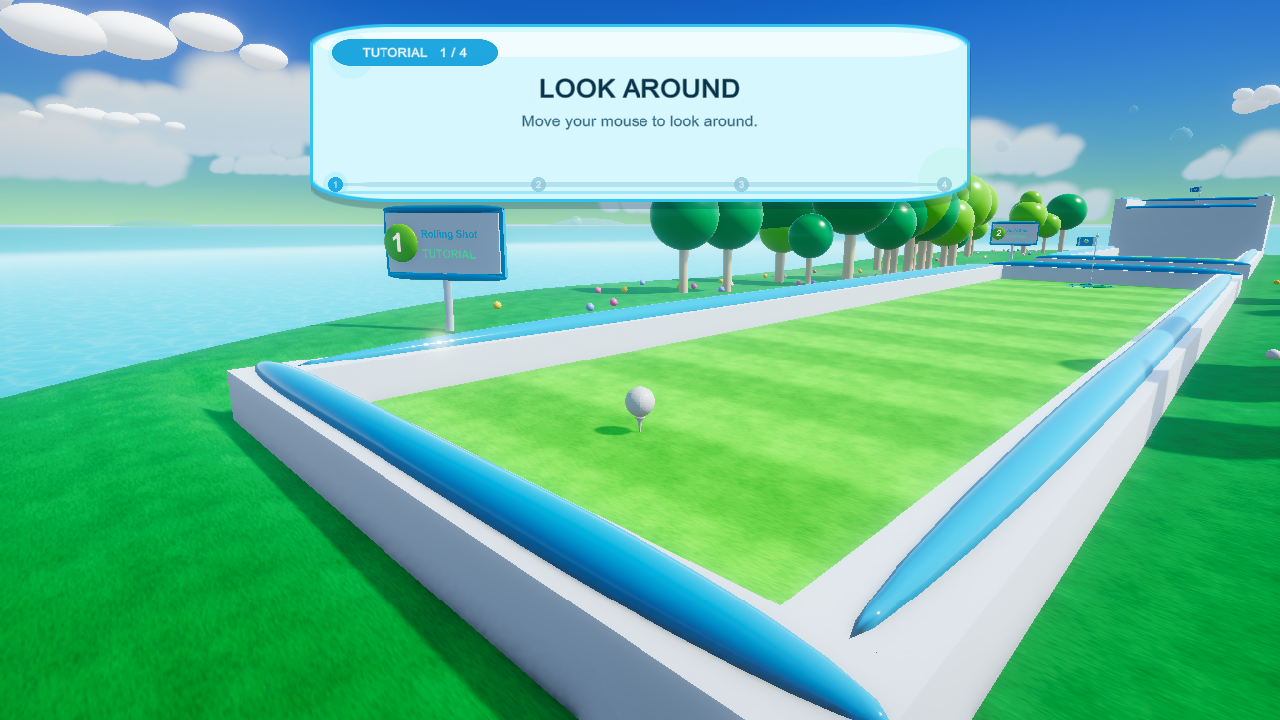 TUTORIAL 1 / 4
LOOK AROUND
Move your mouse to look around.
1 2 3 4
1 Rolling Shot
TUTORIAL
2